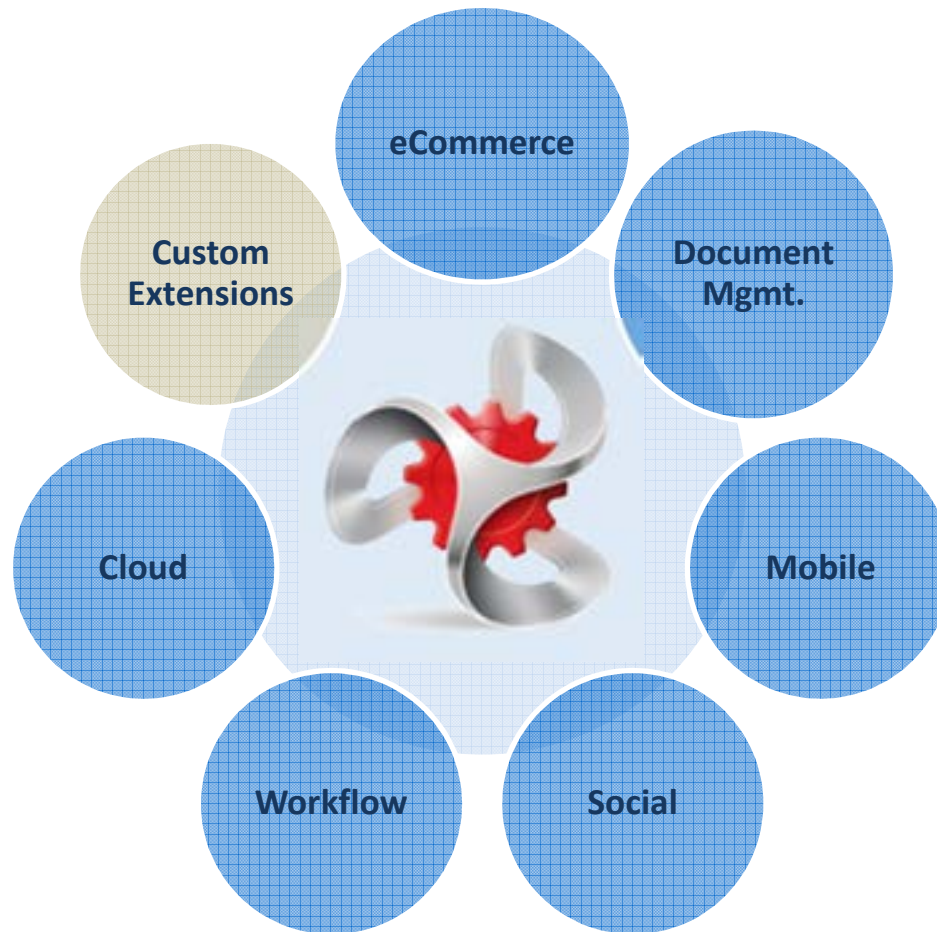 eCommerce
Document
Mgmt.
Mobile
Social
Workflow
Cloud
Custom
Extensions